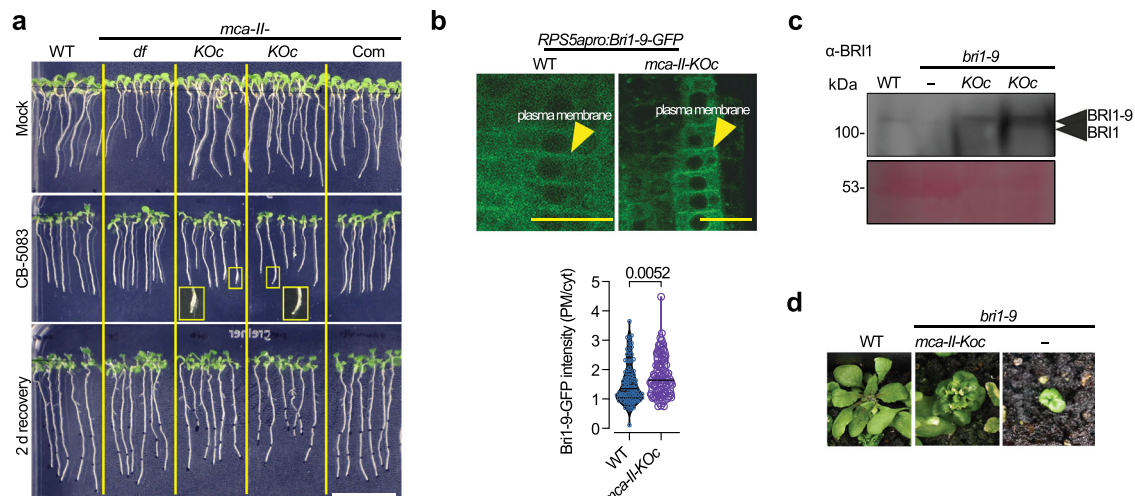 a
mca-II-
WT df KOc KOc Com
Mock
CB-5083
2 d recovery
greiner
b
RPS5apro:Bri1-9-GFP
WT mca-II-KOc
plasma membrane plasma membrane
0.0052
Bri1-9-GFP intensity (PM/cyt)
5
4
3
2
1
0
WT
mca-II-KOc
c
α-BRI1 bri1-9
kDa WT – KOc KOc
BRI1-9
BRI1
100-
53-
d
bri1-9
WT mca-II-Koc –